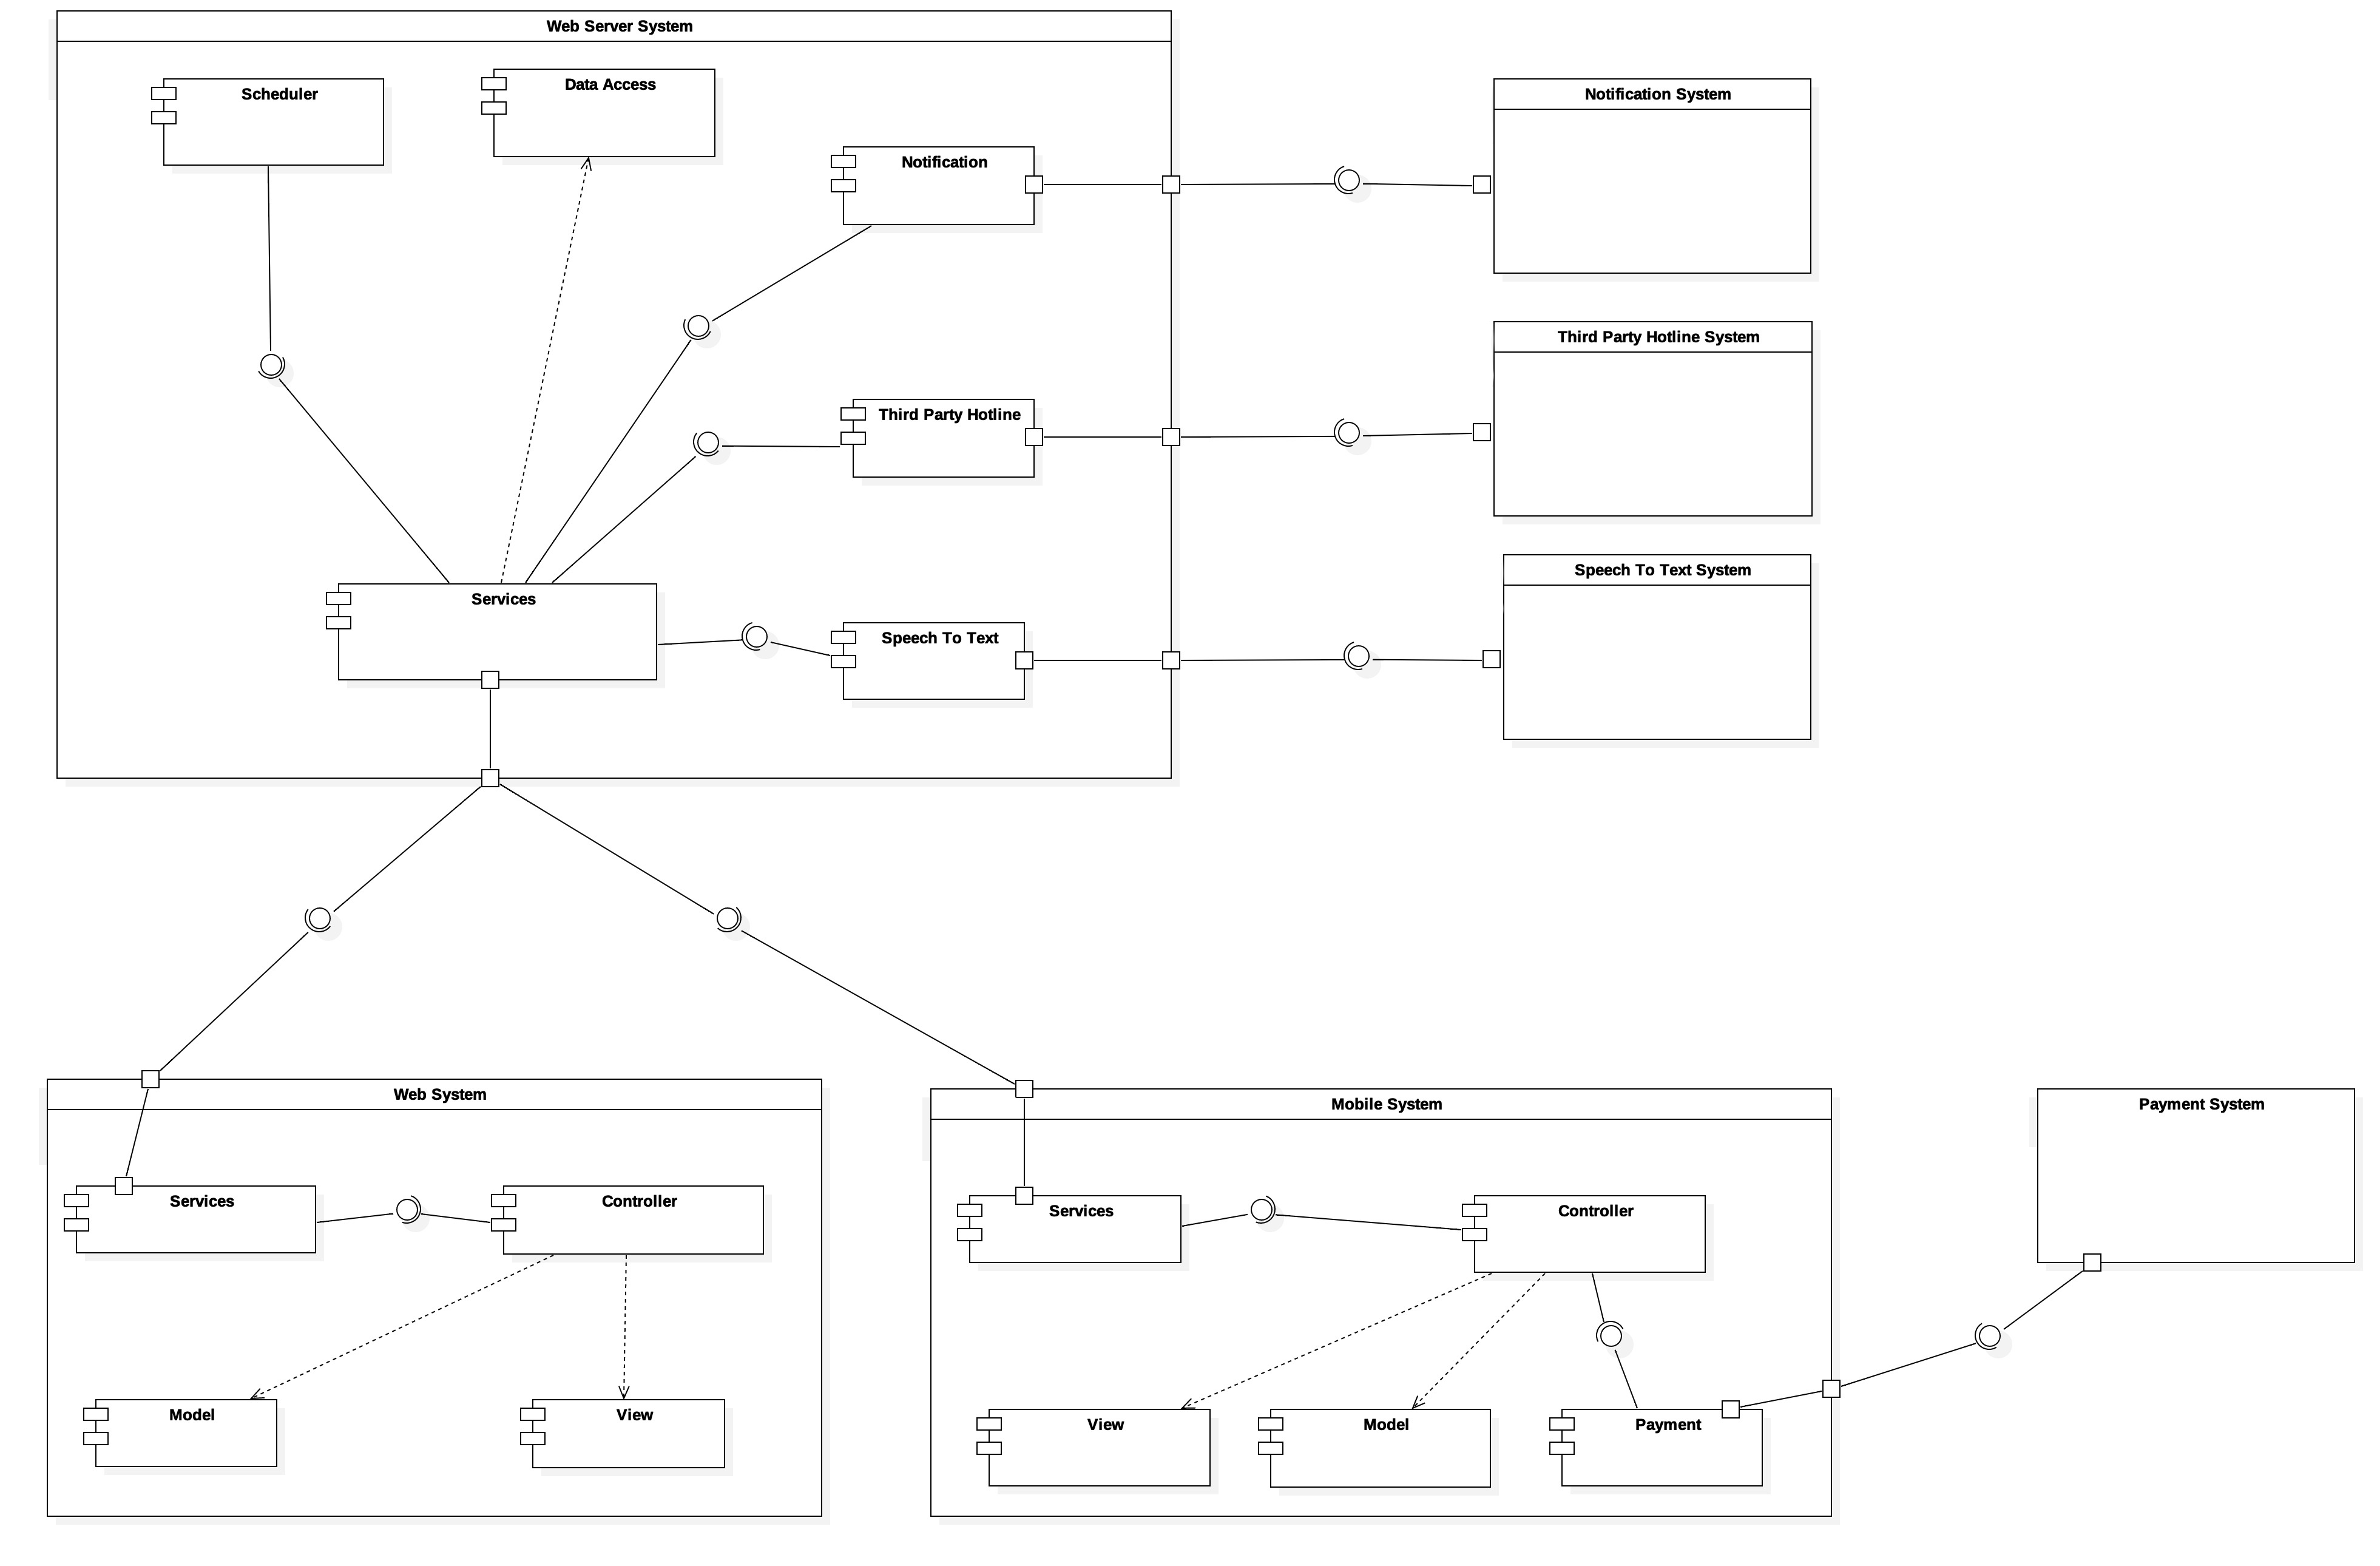 Web Server System
Scheduler
Data Access
Notification
Third Party Hotline
Services
Speech To Text
Notification System
Third Party Hotline System
Speech To Text System
Web System
Services
Controller
Model
View
Mobile System
Services
Controller
View
Model
Payment
Payment System